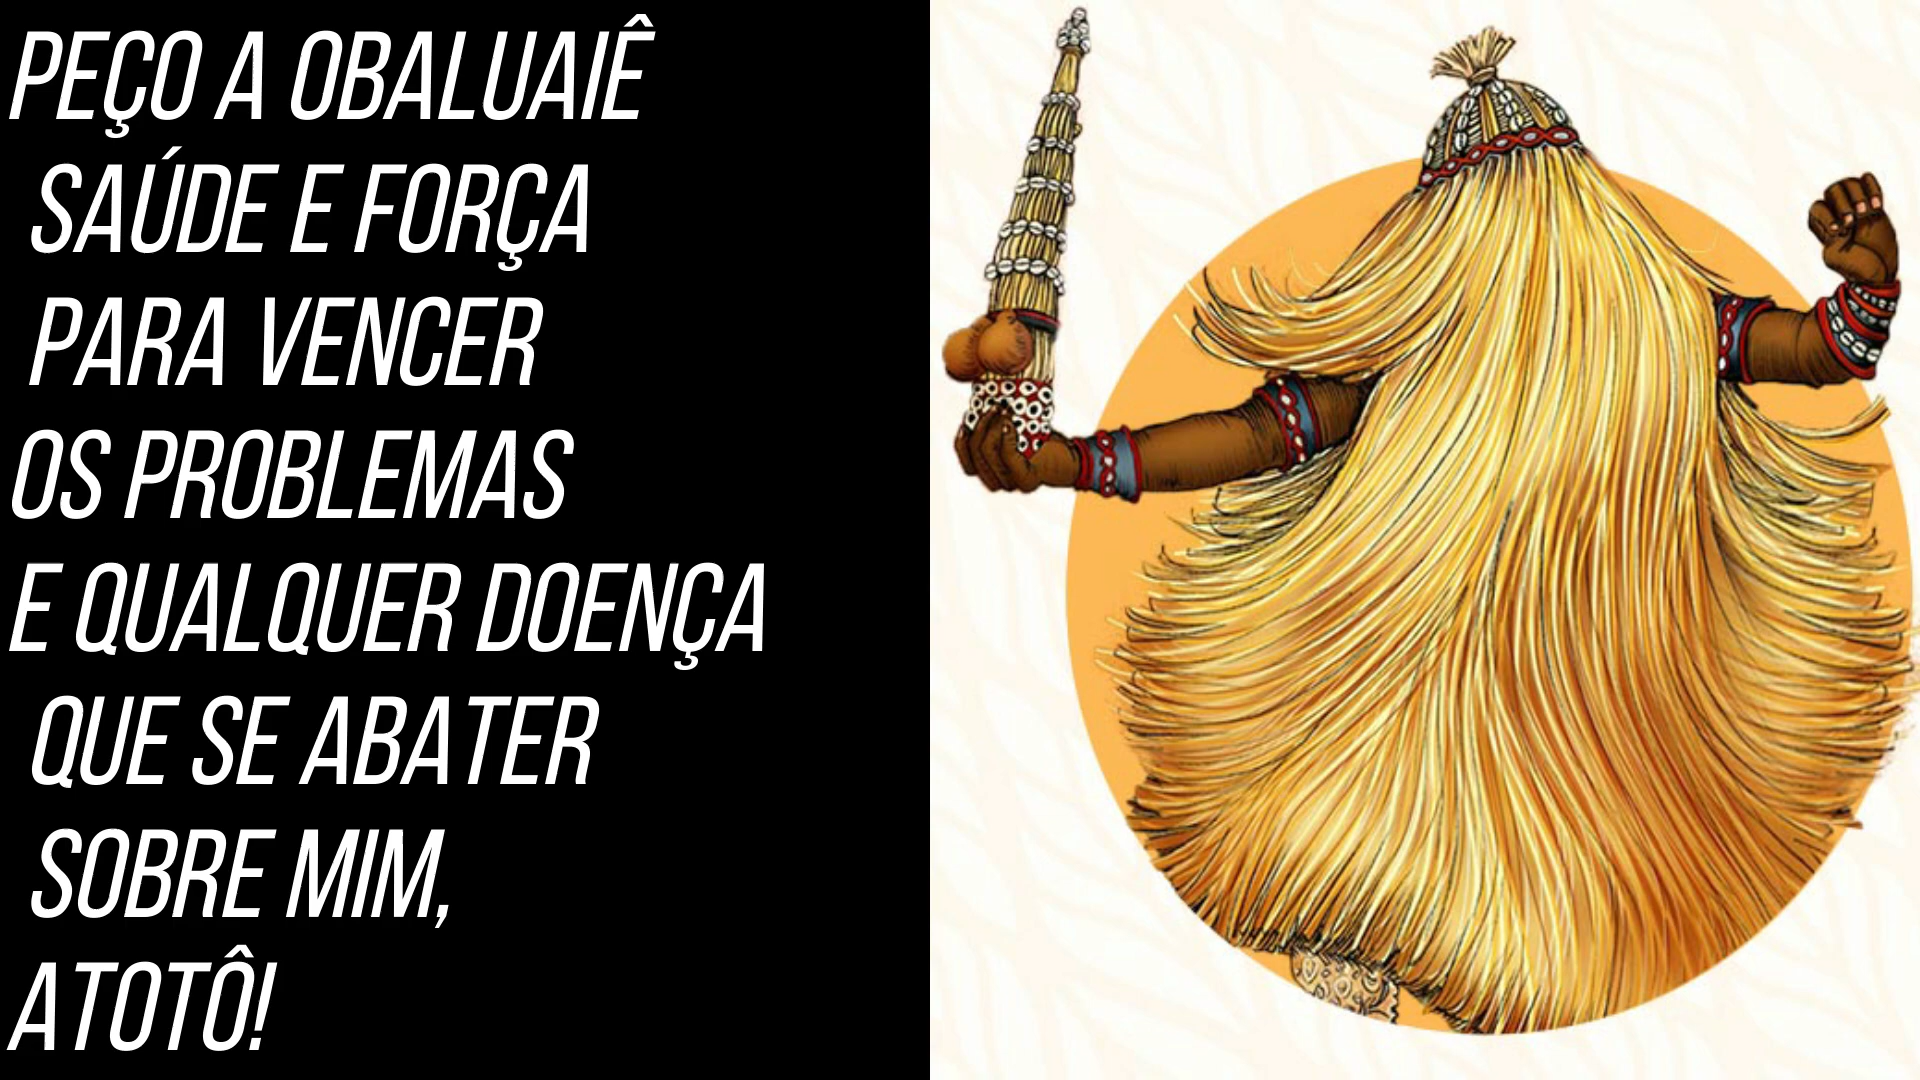 PEÇO A OBALUAIÊ
SAÚDE E FORÇA
PARA VENCER
OS PROBLEMAS
E QUALQUER DOENÇA
QUE SE ABATER
SOBRE MIM,
ATOTÔ!